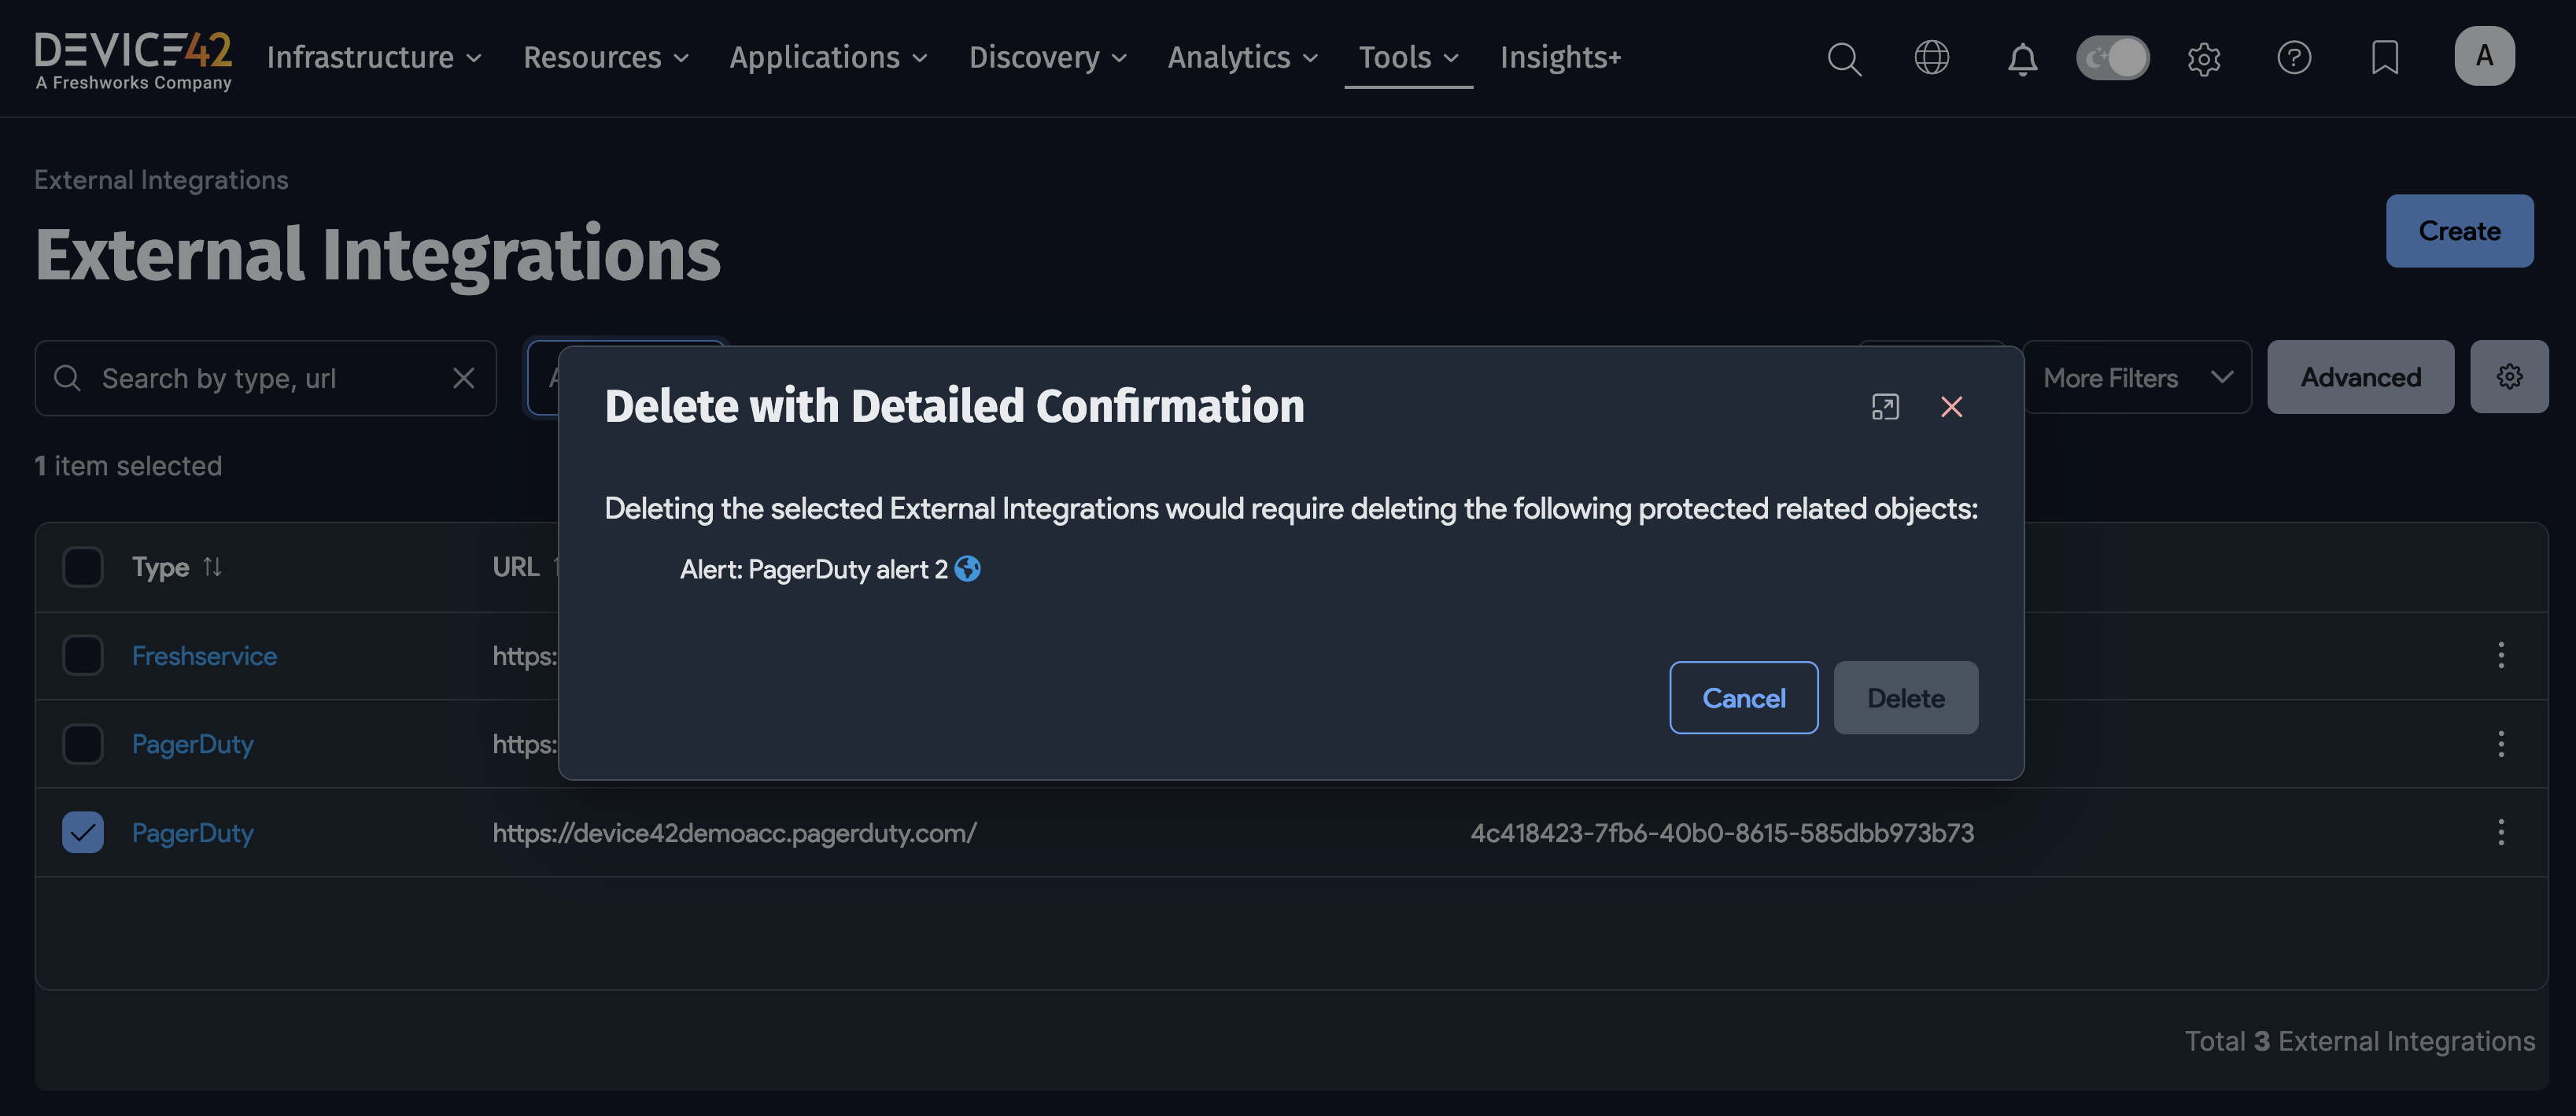 DEVICE42
A Freshworks Company
Infrastructure
Resources
Applications
Discovery
Analytics
Tools
Insights+
A
External Integrations
External Integrations
Create
Search by type, url
More Filters
Advanced
1 item selected
Delete with Detailed Confirmation
Deleting the selected External Integrations would require deleting the following protected related objects:
Alert: PagerDuty alert 2
Cancel
Delete
Type
URL
Freshservice
https:
PagerDuty
https:
PagerDuty
https://device42demoacc.pagerduty.com/
4c418423-7fb6-40b0-8615-585dbb973b73
Total 3 External Integrations